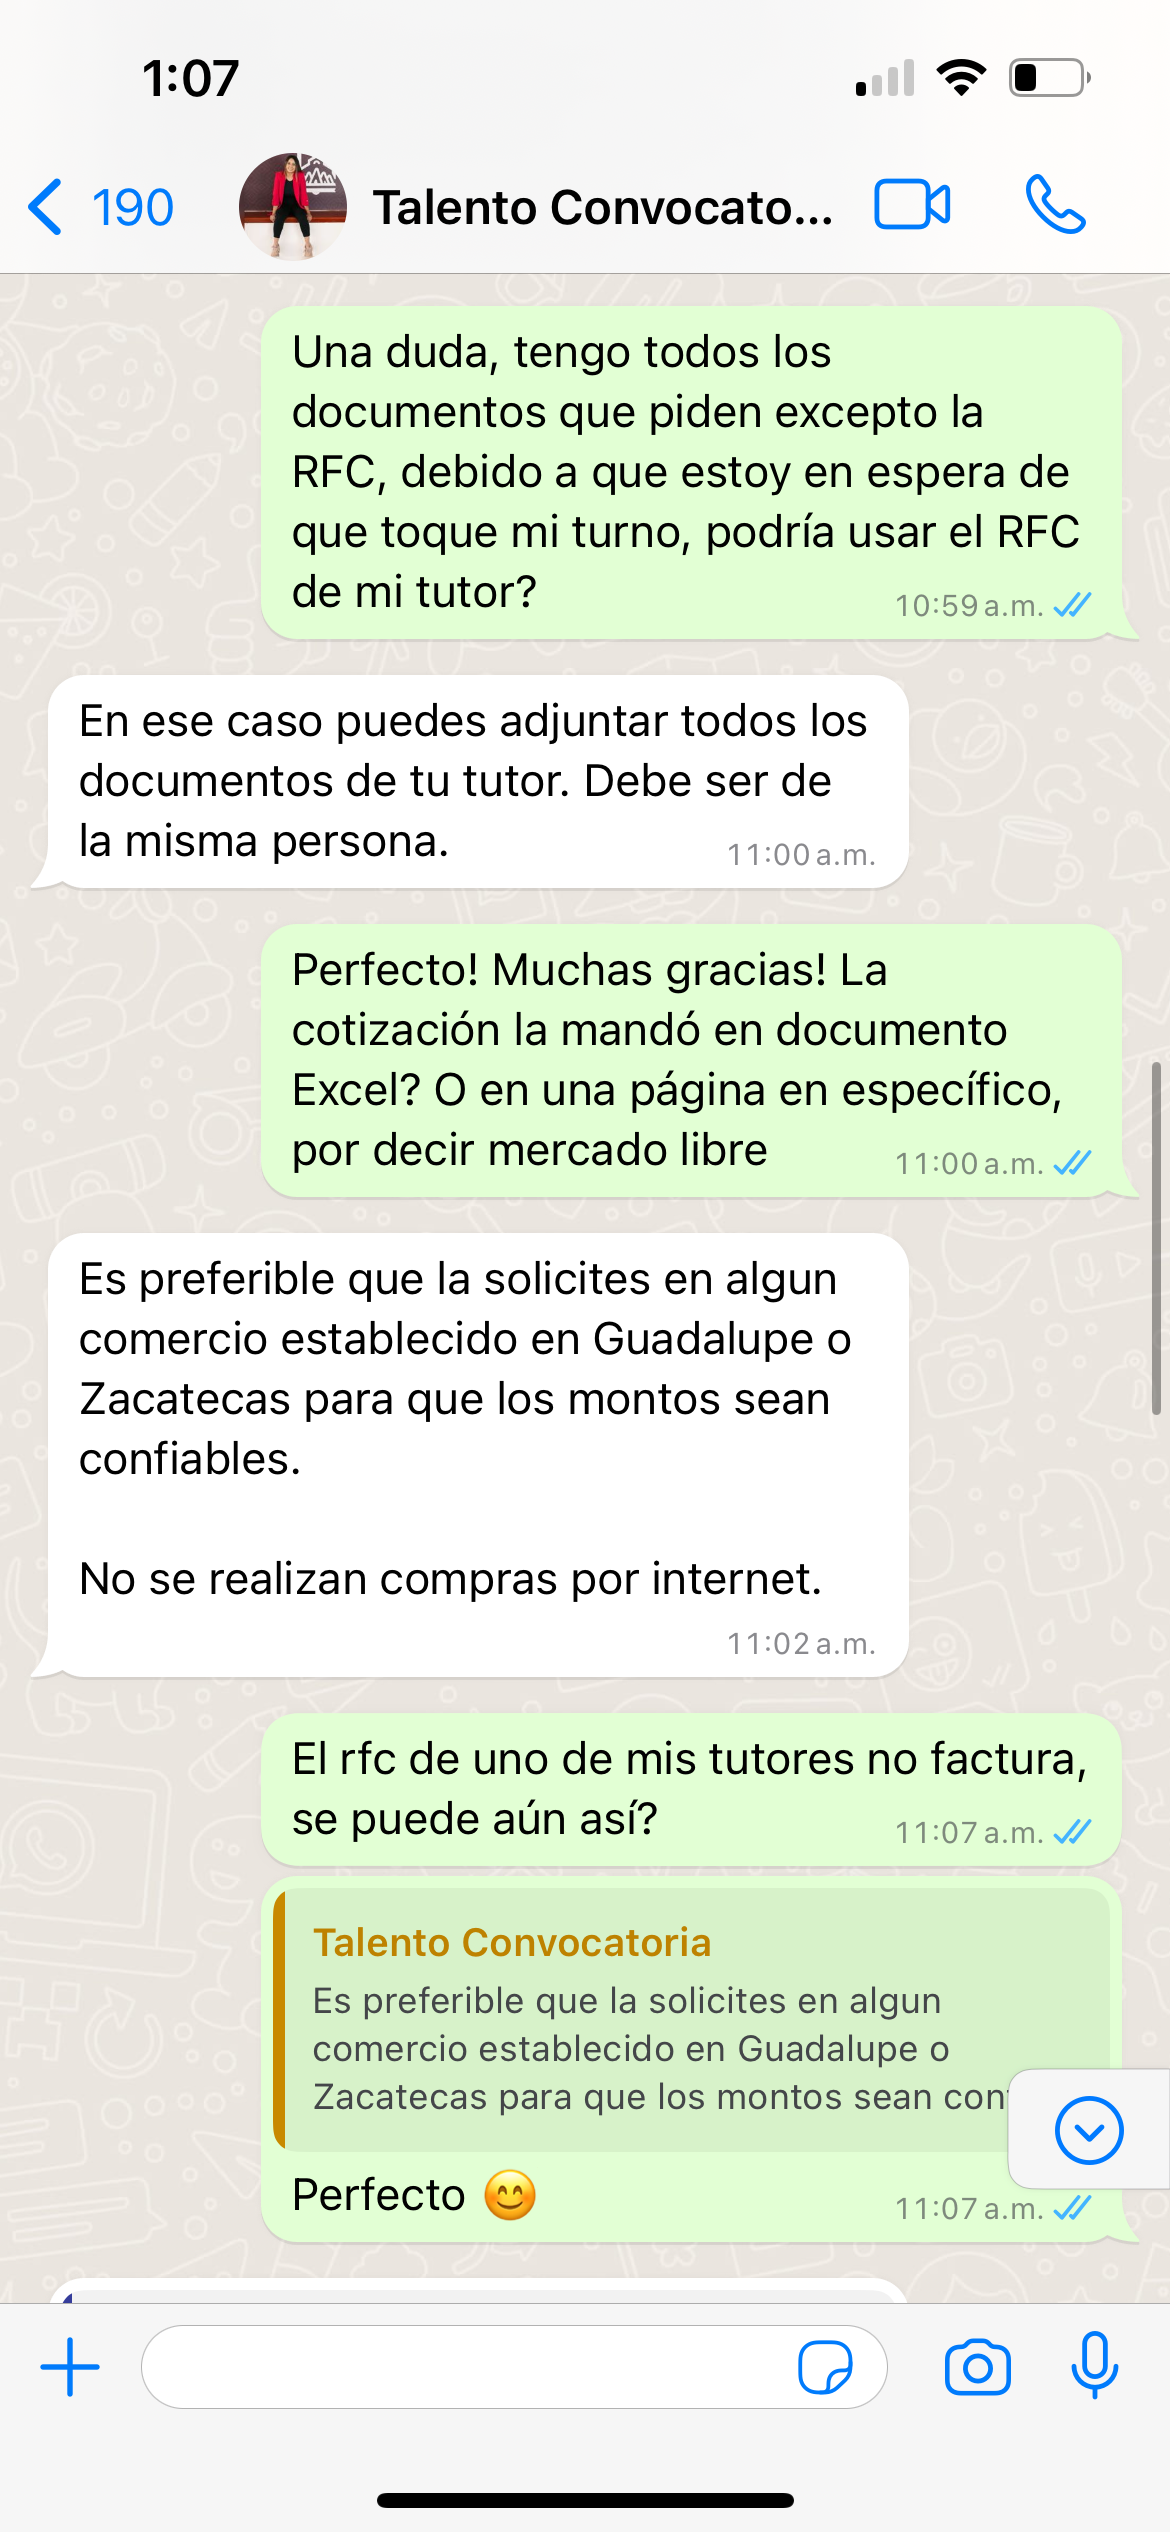 1:07
190
Talento Convocato...
Una duda, tengo todos los
documentos que piden excepto la
RFC, debido a que estoy en espera de
que toque mi turno, podría usar el RFC
de mi tutor?
10:59 a.m.
En ese caso puedes adjuntar todos los
documentos de tu tutor. Debe ser de
la misma persona.
11:00 a.m.
Perfecto! Muchas gracias! La
cotización la mandó en documento
Excel? O en una página en específico,
por decir mercado libre
11:00 a.m.
Es preferible que la solicites en algun
comercio establecido en Guadalupe o
Zacatecas para que los montos sean
confiables.
No se realizan compras por internet.
11:02 a.m.
El rfc de uno de mis tutores no factura,
se puede aún así?
11:07 a.m.
Talento Convocatoria
Es preferible que la solicites en algun
comercio establecido en Guadalupe o
Zacatecas para que los montos sean con
Perfecto 😊
11:07 a.m.